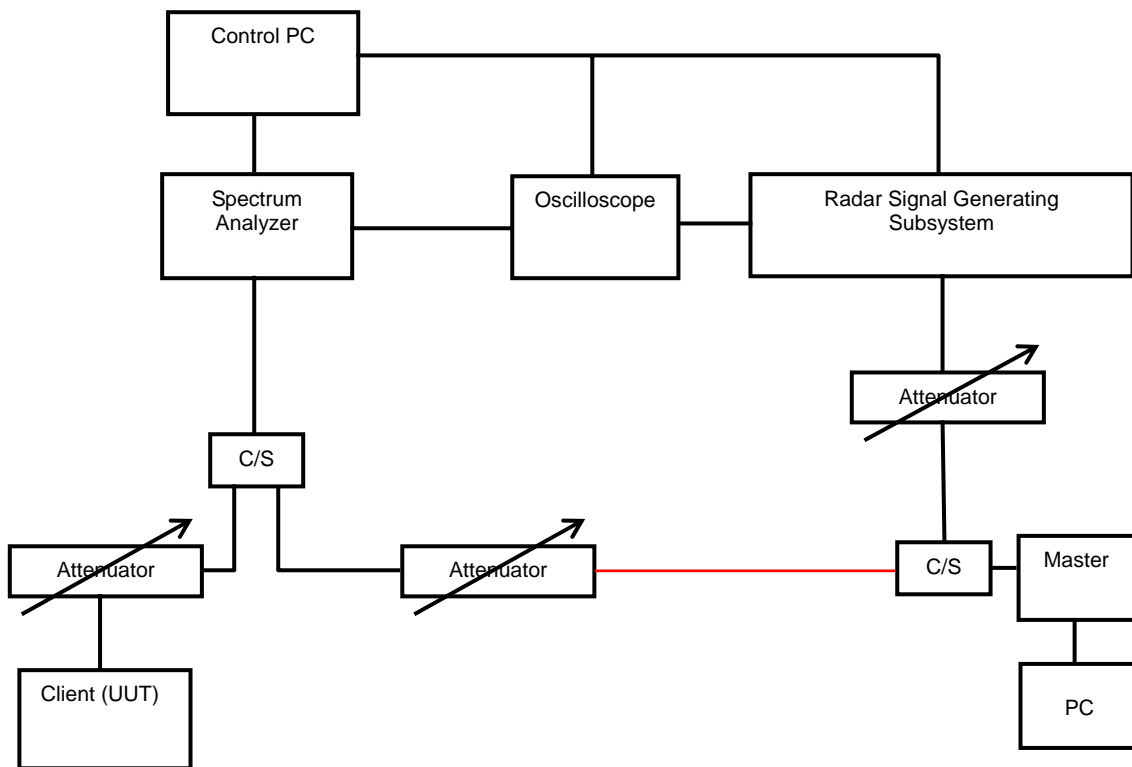 Control PC
Spectrum
Analyzer
Oscilloscope
Radar Signal Generating
Subsystem
Attenuator
C/S
Attenuator
Attenuator
C/S
Master
Client (UUT)
PC